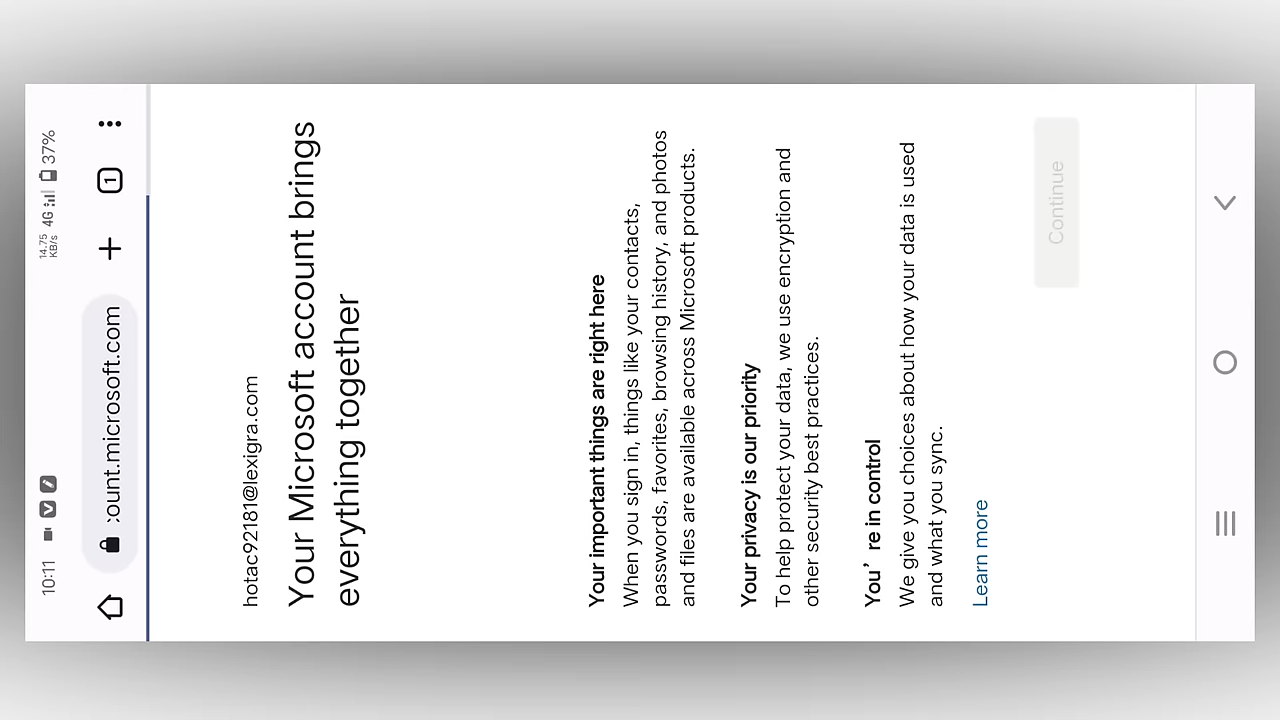 10:11
14.75
KB/s
4G
37%
:ount.microsoft.com
1
hotac92181@lexigra.com
Your Microsoft account brings
everything together
Your important things are right here
When you sign in, things like your contacts,
passwords, favorites, browsing history, and photos
and files are available across Microsoft products.
Your privacy is our priority
To help protect your data, we use encryption and
other security best practices.
You’re in control
We give you choices about how your data is used
and what you sync.
Learn more
Continue